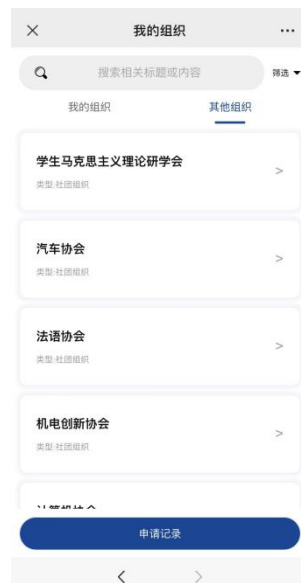 我的组织
搜索相关标题或内容
筛选
我的组织
其他组织
学生马克思主义理论研学会
类型:社团组织
汽车协会
类型:社团组织
法语协会
类型:社团组织
机电创新协会
类型:社团组织
申请记录